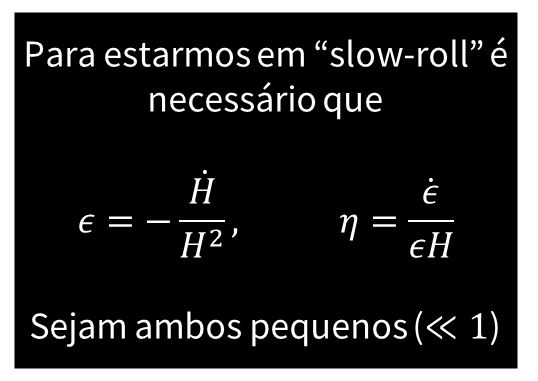 Para estarmos em “slow-roll” é
necessário que
ϵ = − Ḣ / H², η = ϵ̇ / ϵH
Sejam ambos pequenos (≪ 1)